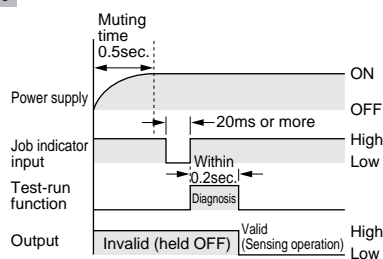 Muting
time
0.5sec.
Power supply
ON
OFF
20ms or more
Job indicator
input
High
Low
Within
0.2sec.
Test-run
function
Diagnosis
Output
Invalid (held OFF)
Valid
(Sensing operation)
High
Low